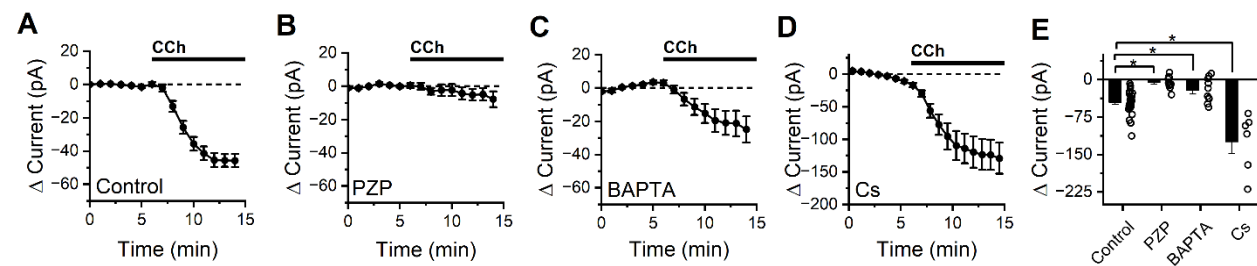 A
CCh
Δ Current (pA)
20
0
−20
−40
−60
Control
0
5
10
15
Time (min)
B
CCh
Δ Current (pA)
20
0
−20
−40
−60
PZP
0
5
10
15
Time (min)
C
CCh
Δ Current (pA)
20
0
−20
−40
−60
BAPTA
0
5
10
15
Time (min)
D
CCh
Δ Current (pA)
50
0
−50
−100
−150
−200
Cs
0
5
10
15
Time (min)
E
*
*
*
Δ Current (pA)
0
−75
−150
−225
Control
PZP
BAPTA
Cs